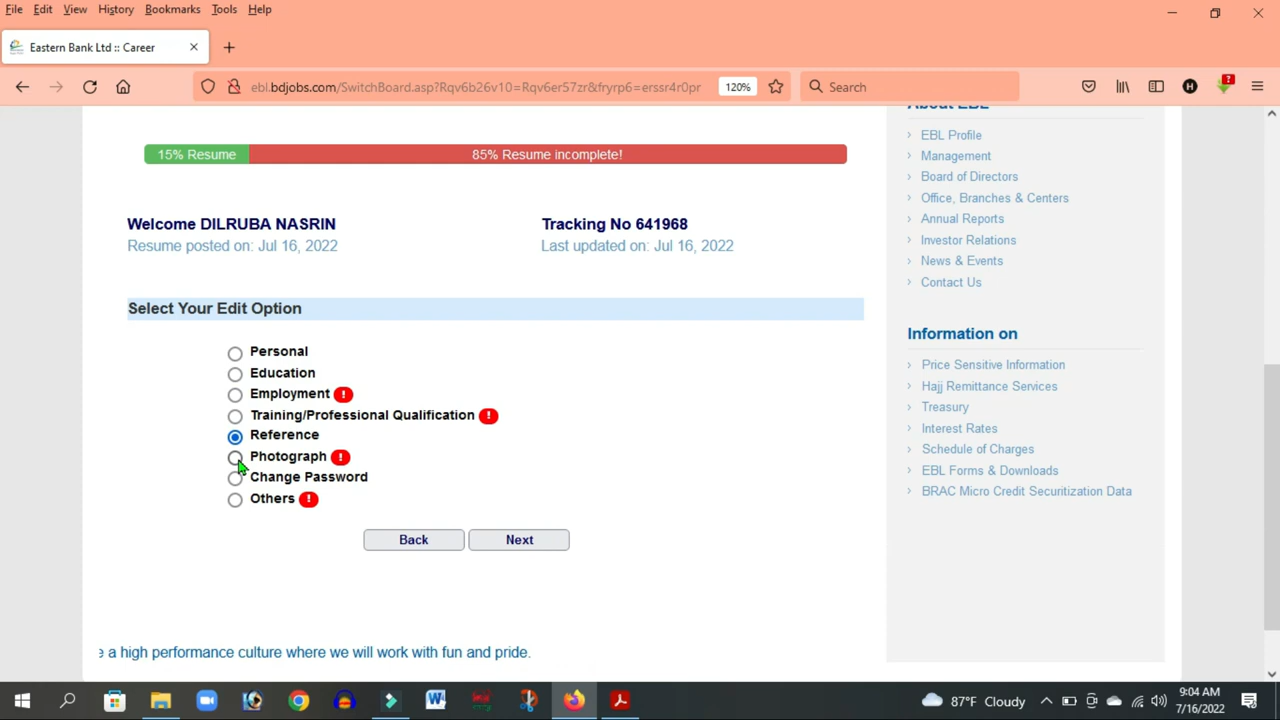 File Edit View History Bookmarks Tools Help
Eastern Bank Ltd :: Career
ebl.bdjobs.com/SwitchBoard.asp?Rqv6b26v10=Rqv6er57zr&fryrp6=erssr4r0pr
120%
Search
15% Resume 85% Resume incomplete!
Welcome DILRUBA NASRIN Tracking No 641968
Resume posted on: Jul 16, 2022 Last updated on: Jul 16, 2022
Select Your Edit Option
Personal
Education
Employment !
Training/Professional Qualification !
Reference
Photograph !
Change Password
Others !
Back Next
e a high performance culture where we will work with fun and pride.
About EBL
EBL Profile
Management
Board of Directors
Office, Branches & Centers
Annual Reports
Investor Relations
News & Events
Contact Us
Information on
Price Sensitive Information
Hajj Remittance Services
Treasury
Interest Rates
Schedule of Charges
EBL Forms & Downloads
BRAC Micro Credit Securitization Data
87°F Cloudy
9:04 AM
7/16/2022